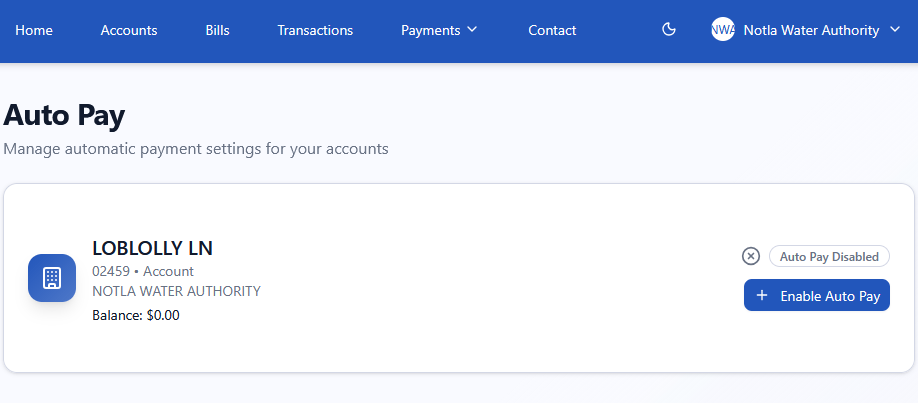 Home Accounts Bills Transactions Payments Contact NWA Notla Water Authority
Auto Pay
Manage automatic payment settings for your accounts
LOBLOLLY LN
02459 • Account
NOTLA WATER AUTHORITY
Balance: $0.00
Auto Pay Disabled
+ Enable Auto Pay